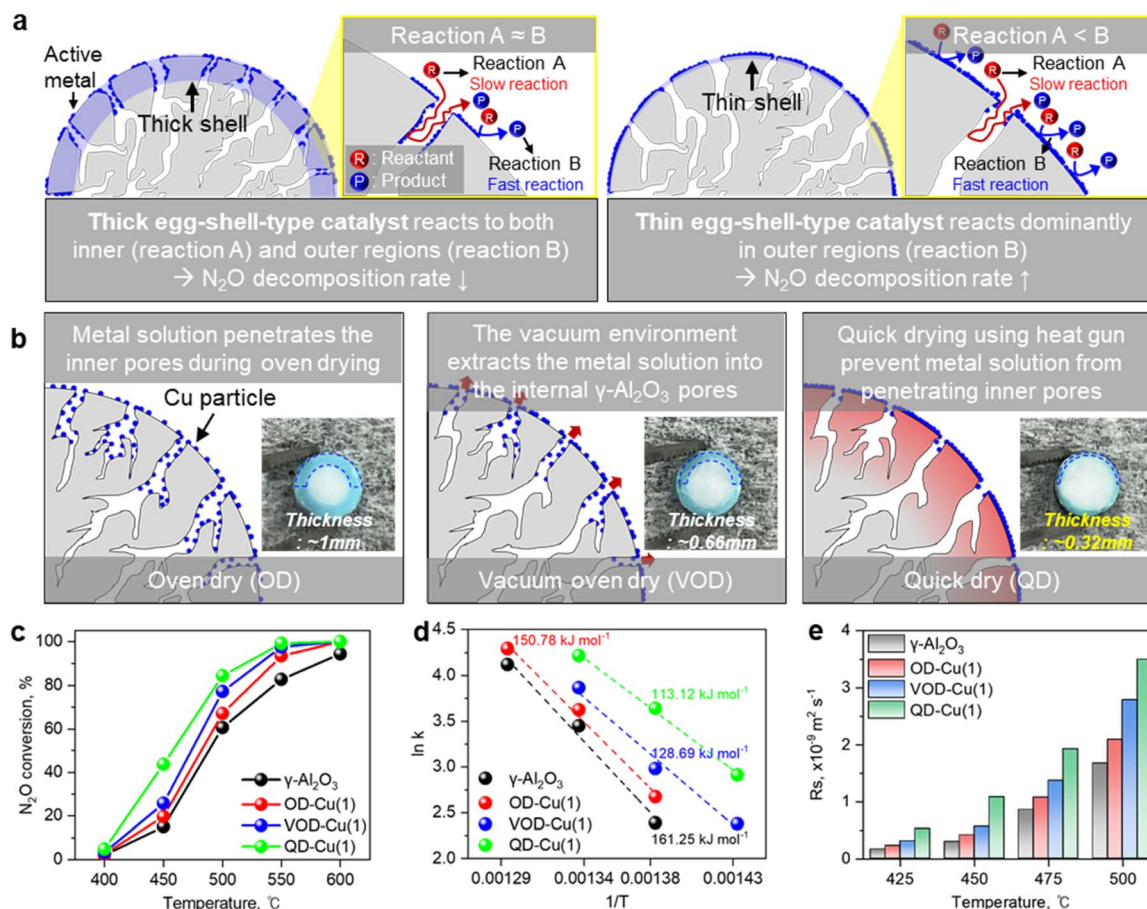 a
Active
metal
Thick shell
Reaction A ≈ B
R
Reaction A
Slow reaction
P
R
P
R : Reactant
P : Product
Reaction B
Fast reaction
Thick egg-shell-type catalyst reacts to both
inner (reaction A) and outer regions (reaction B)
→ N₂O decomposition rate ↓
Thin shell
Reaction A < B
R
P
R
Reaction A
Slow reaction
P
R
P
Reaction B
R
P
Fast reaction
Thin egg-shell-type catalyst reacts dominantly
in outer regions (reaction B)
→ N₂O decomposition rate ↑
b
Metal solution penetrates the
inner pores during oven drying
Cu particle
Thickness
: ~1mm
Oven dry (OD)
The vacuum environment
extracts the metal solution into
the internal γ-Al₂O₃ pores
Thickness
: ~0.66mm
Vacuum oven dry (VOD)
Quick drying using heat gun
prevent metal solution from
penetrating inner pores
Thickness
: ~0.32mm
Quick dry (QD)
c
N₂O conversion, %
100
80
60
40
20
0
400 450 500 550 600
Temperature, ℃
γ-Al₂O₃
OD-Cu(1)
VOD-Cu(1)
QD-Cu(1)
d
ln k
4.5
4.0
3.5
3.0
2.5
2.0
150.78 kJ mol⁻¹
113.12 kJ mol⁻¹
128.69 kJ mol⁻¹
161.25 kJ mol⁻¹
γ-Al₂O₃
OD-Cu(1)
VOD-Cu(1)
QD-Cu(1)
0.00129 0.00134 0.00138 0.00143
1/T
e
Rs, x10⁻⁹ m² s⁻¹
4
3
2
1
0
γ-Al₂O₃
OD-Cu(1)
VOD-Cu(1)
QD-Cu(1)
425 450 475 500
Temperature, ℃